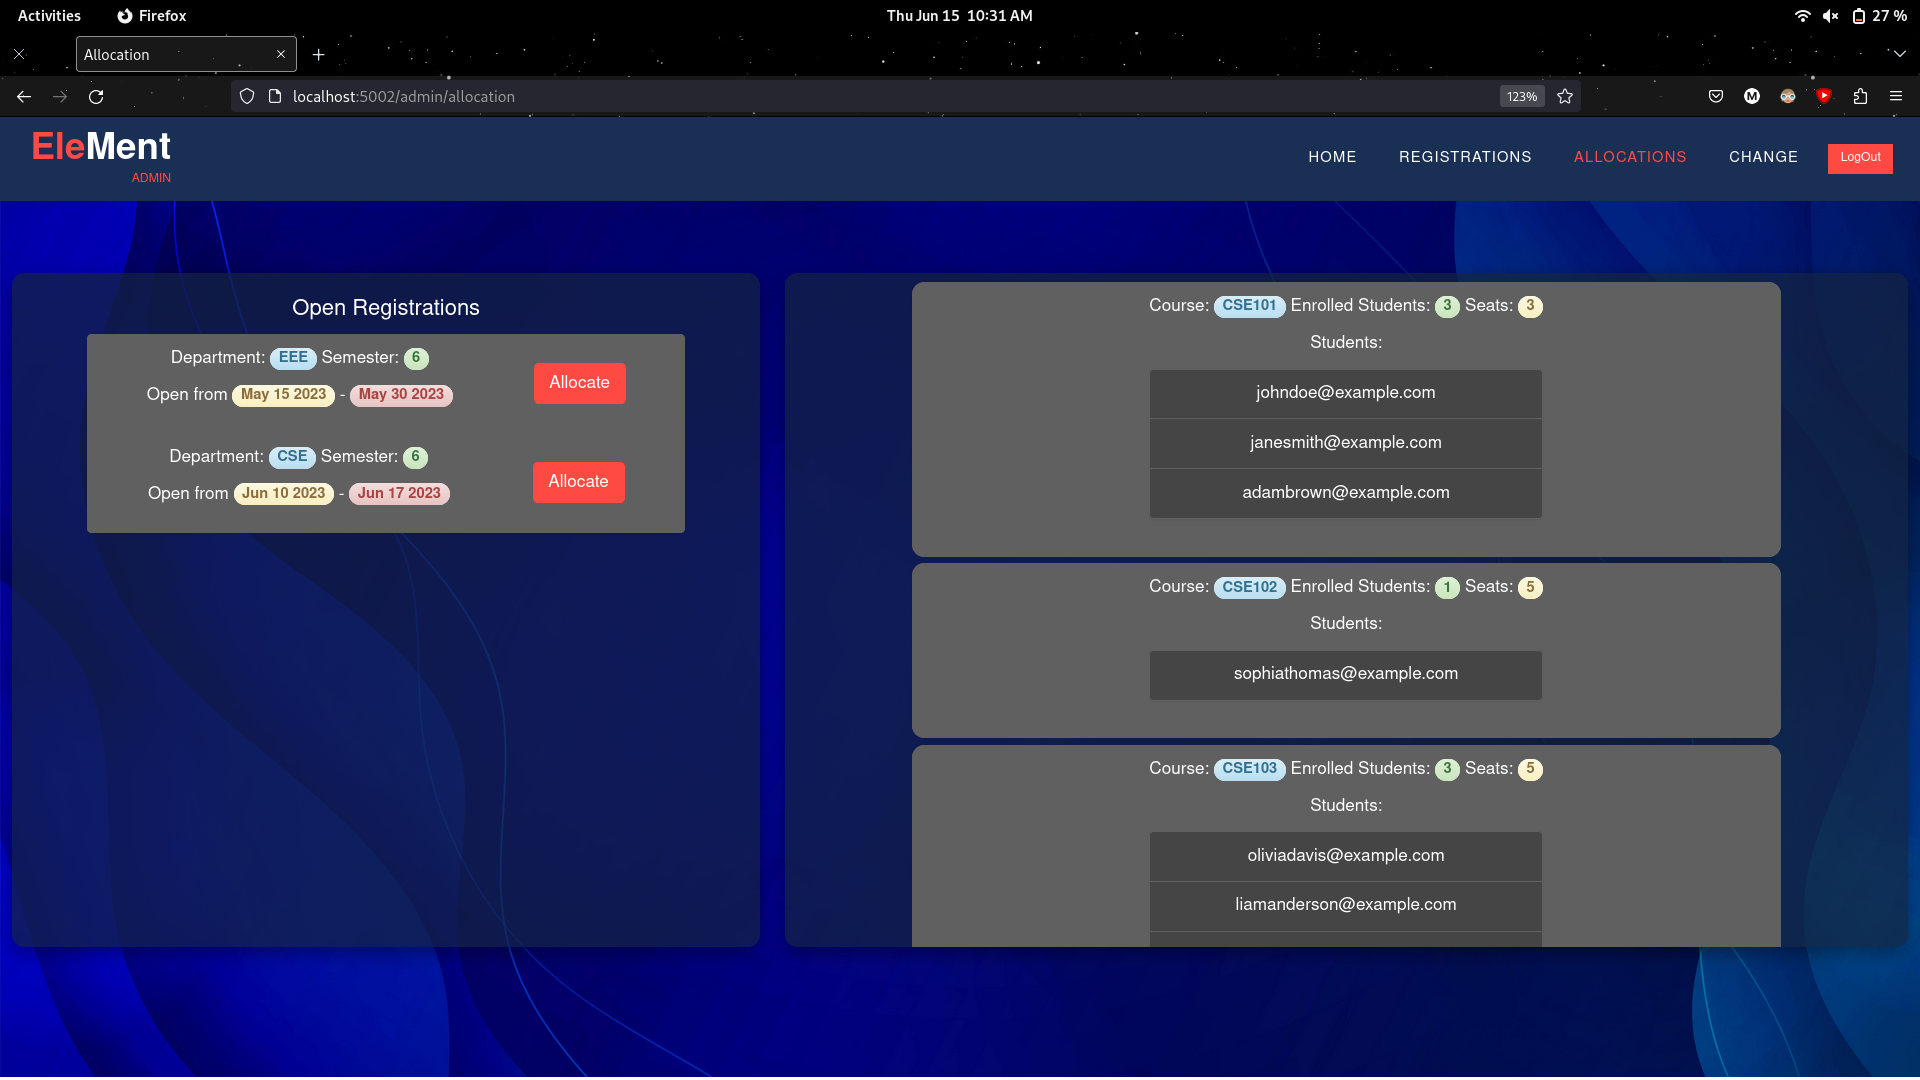 Activities
Firefox
Thu Jun 15 10:31 AM
27 %
Allocation
localhost:5002/admin/allocation
123%
M
EleMent
ADMIN
HOME
REGISTRATIONS
ALLOCATIONS
CHANGE
LogOut
Open Registrations
Department: EEE Semester: 6
Open from May 15 2023 - May 30 2023
Allocate
Department: CSE Semester: 6
Open from Jun 10 2023 - Jun 17 2023
Allocate
Course: CSE101 Enrolled Students: 3 Seats: 3
Students:
johndoe@example.com
janesmith@example.com
adambrown@example.com
Course: CSE102 Enrolled Students: 1 Seats: 5
Students:
sophiathomas@example.com
Course: CSE103 Enrolled Students: 3 Seats: 5
Students:
oliviadavis@example.com
liamanderson@example.com